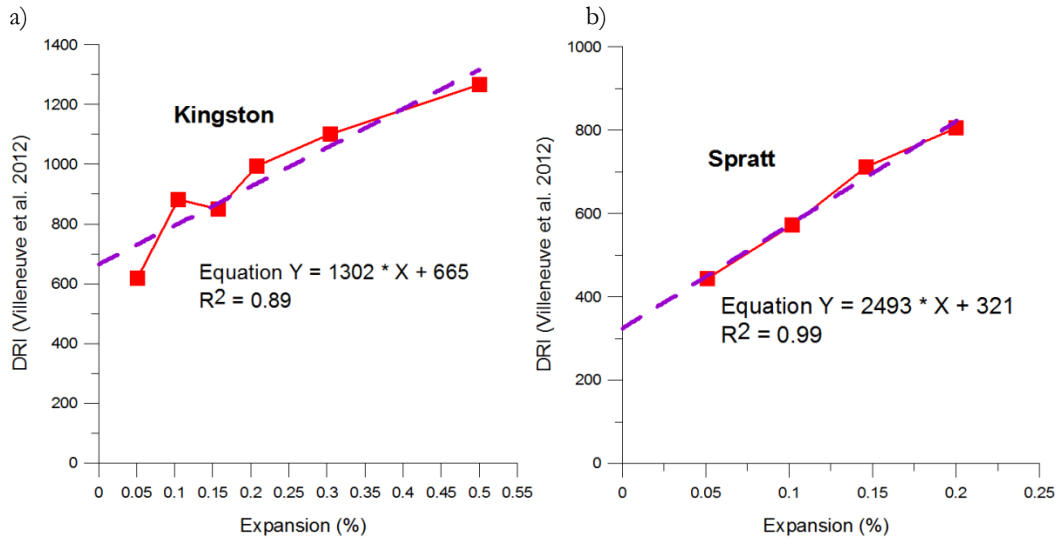 a)
DRI (Villeneuve et al. 2012)
1400
1200
1000
800
600
400
200
0
Kingston
Equation Y = 1302 * X + 665
R2 = 0.89
0 0.05 0.1 0.15 0.2 0.25 0.3 0.35 0.4 0.45 0.5 0.55
Expansion (%)
b)
DRI (Villeneuve et al. 2012)
1000
800
600
400
200
0
Spratt
Equation Y = 2493 * X + 321
R2 = 0.99
0 0.05 0.1 0.15 0.2 0.25
Expansion (%)